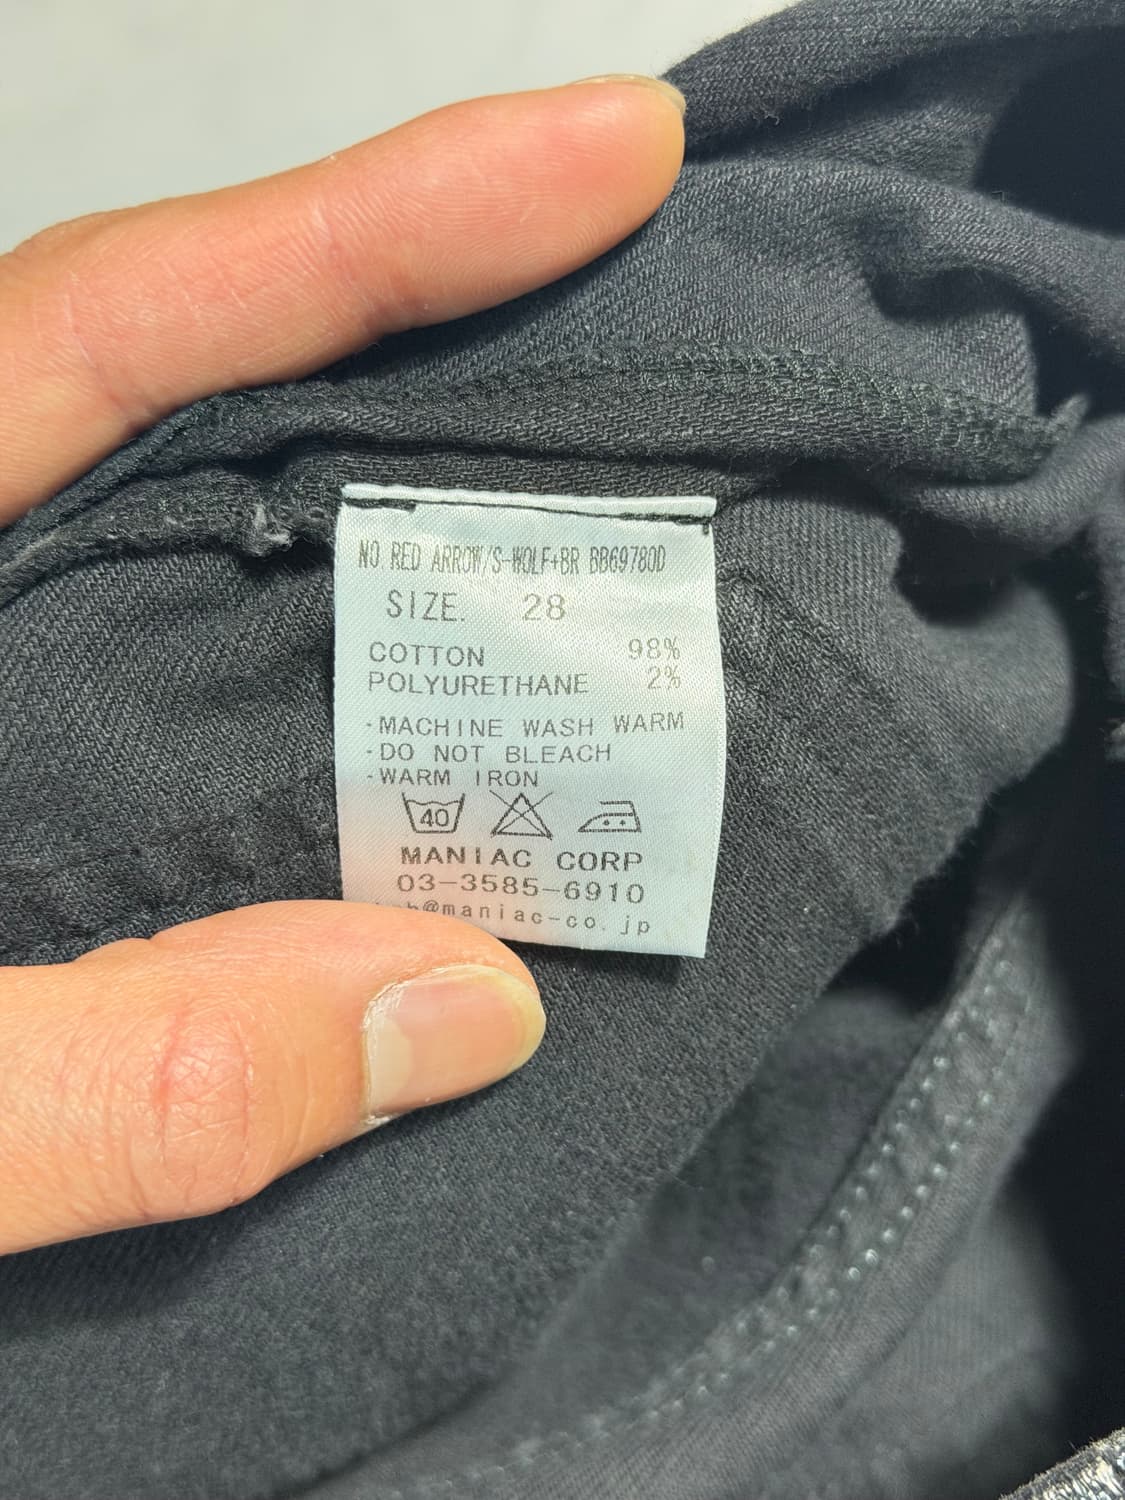 NO RED ARROW/S-WOLF+BR BB69780D
SIZE. 28
COTTON 98%
POLYURETHANE 2%
-MACHINE WASH WARM
-DO NOT BLEACH
-WARM IRON
40
MANIAC CORP
03-3585-6910
@maniac-co.jp